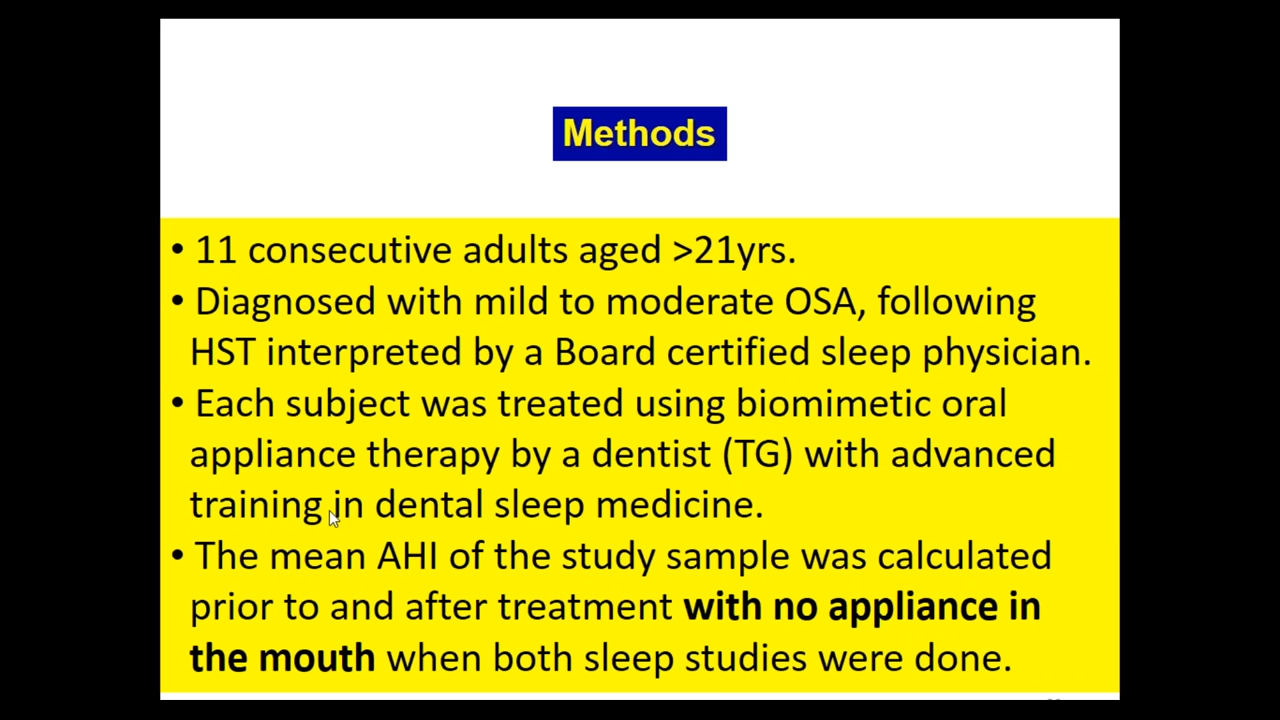 Methods
• 11 consecutive adults aged >21yrs.
• Diagnosed with mild to moderate OSA, following
HST interpreted by a Board certified sleep physician.
• Each subject was treated using biomimetic oral
appliance therapy by a dentist (TG) with advanced
training in dental sleep medicine.
• The mean AHI of the study sample was calculated
prior to and after treatment with no appliance in
the mouth when both sleep studies were done.